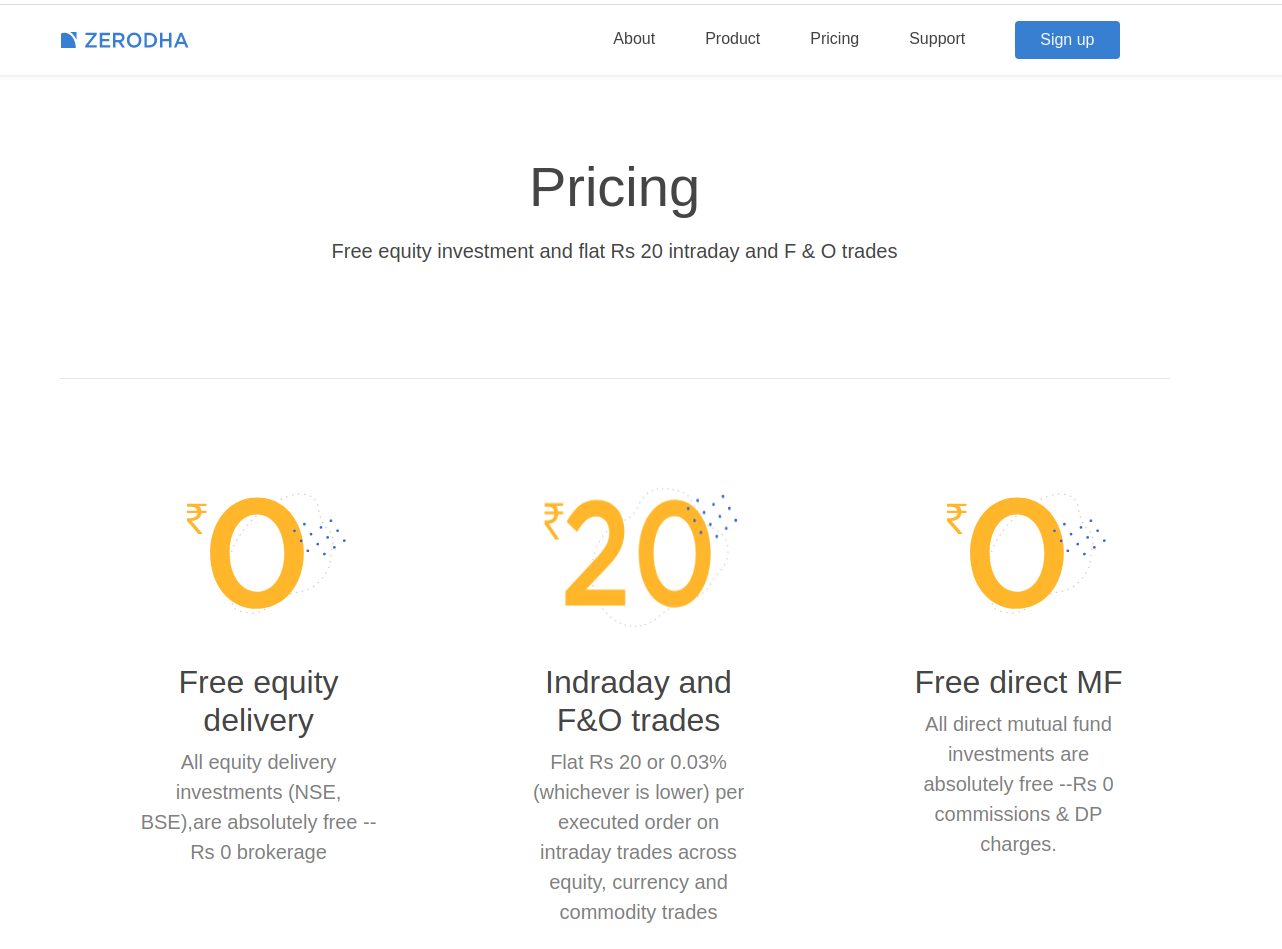 ZERODHA About Product Pricing Support Sign up
Pricing
Free equity investment and flat Rs 20 intraday and F & O trades
₹0
₹20
₹0
Free equity
delivery
All equity delivery
investments (NSE,
BSE),are absolutely free --
Rs 0 brokerage
Indraday and
F&O trades
Flat Rs 20 or 0.03%
(whichever is lower) per
executed order on
intraday trades across
equity, currency and
commodity trades
Free direct MF
All direct mutual fund
investments are
absolutely free --Rs 0
commissions & DP
charges.